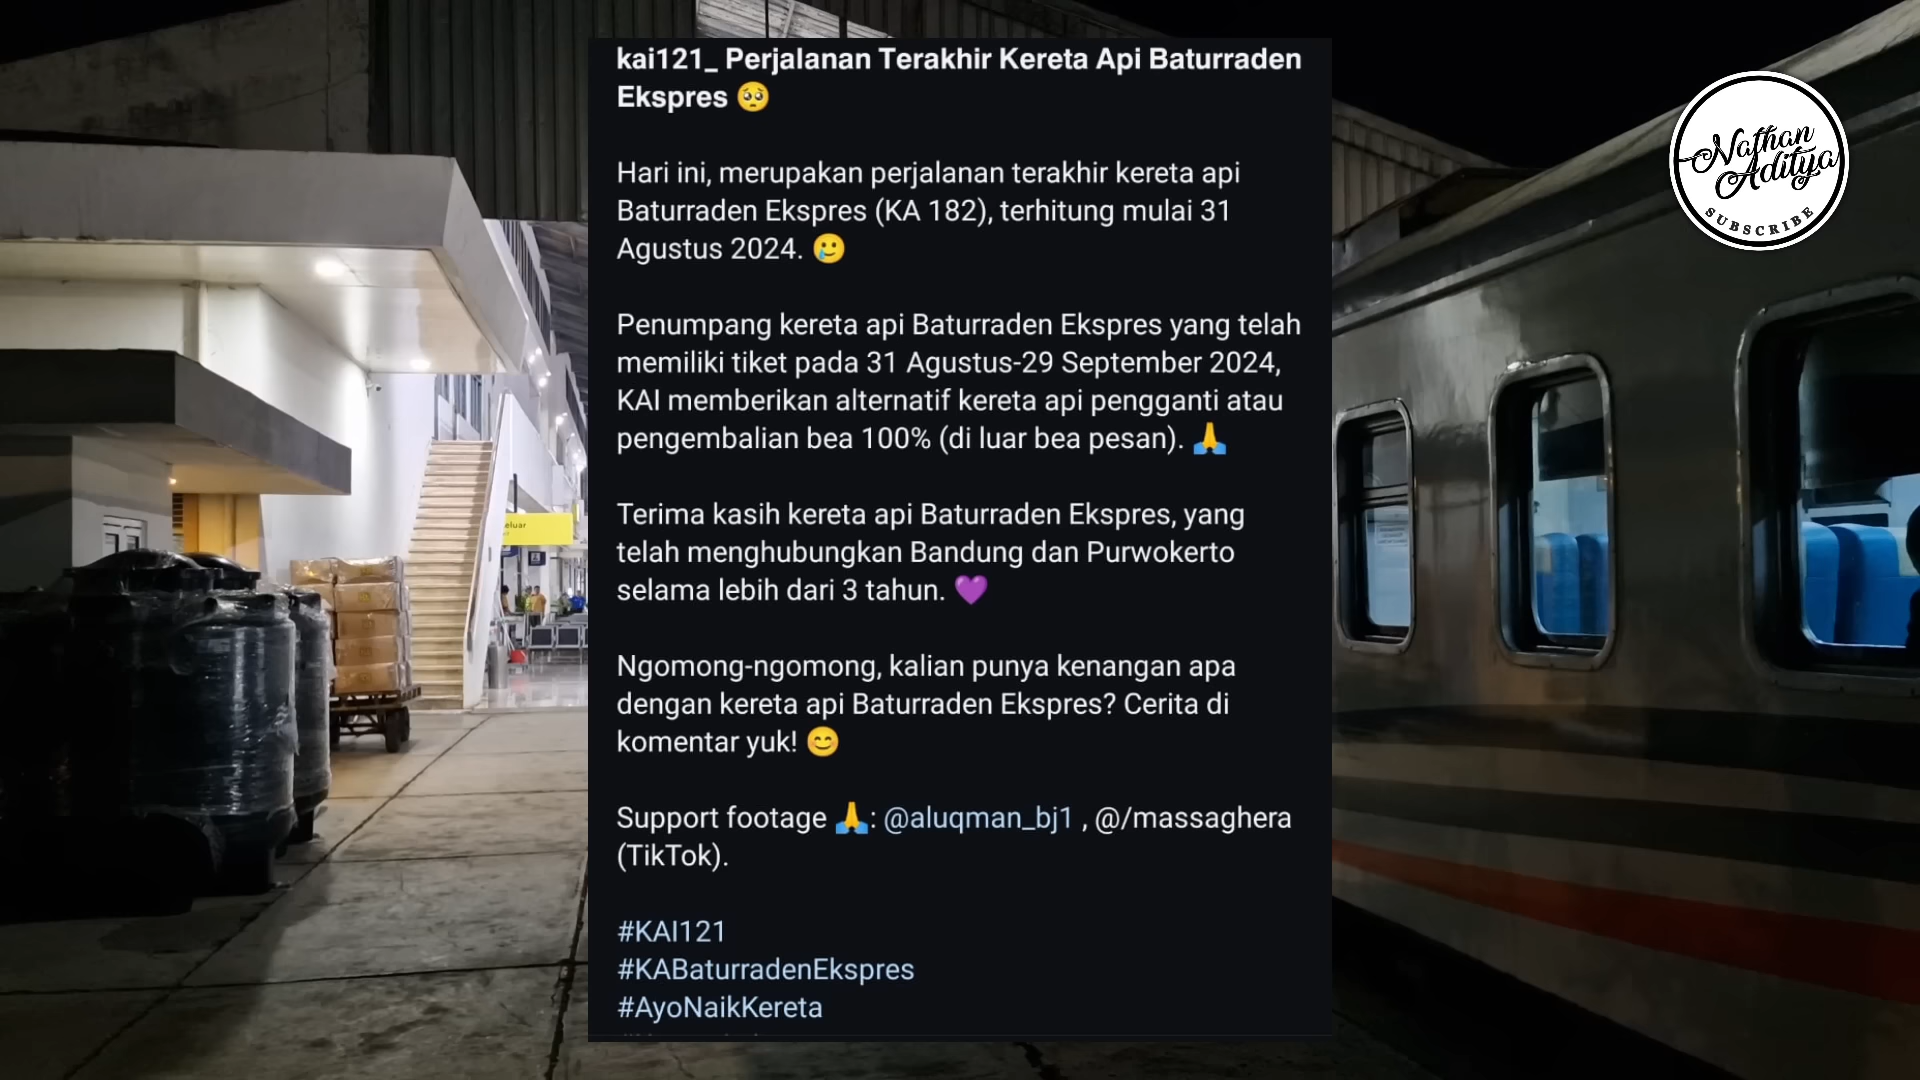 kai121_ Perjalanan Terakhir Kereta Api Baturraden
Ekspres 🥺
Hari ini, merupakan perjalanan terakhir kereta api
Baturraden Ekspres (KA 182), terhitung mulai 31
Agustus 2024. 🥲
Penumpang kereta api Baturraden Ekspres yang telah
memiliki tiket pada 31 Agustus-29 September 2024,
KAI memberikan alternatif kereta api pengganti atau
pengembalian bea 100% (di luar bea pesan). 🙏
Terima kasih kereta api Baturraden Ekspres, yang
telah menghubungkan Bandung dan Purwokerto
selama lebih dari 3 tahun. 💜
Ngomong-ngomong, kalian punya kenangan apa
dengan kereta api Baturraden Ekspres? Cerita di
komentar yuk! 😊
Support footage 🙏: @aluqman_bj1 , @/massaghera
(TikTok).
#KAI121
#KABaturradenEkspres
#AyoNaikKereta
Nathan
Aditya
SUBSCRIBE
eluar